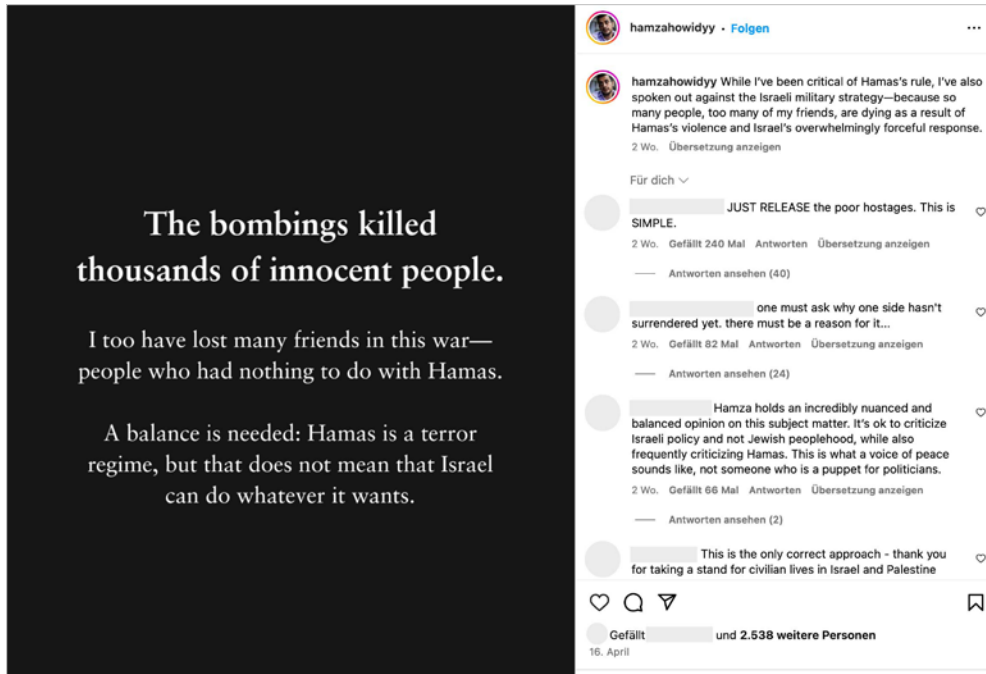 The bombings killed
thousands of innocent people.
I too have lost many friends in this war—
people who had nothing to do with Hamas.
A balance is needed: Hamas is a terror
regime, but that does not mean that Israel
can do whatever it wants.
hamzahowidyy • Folgen
hamzahowidyy While I've been critical of Hamas's rule, I've also
spoken out against the Israeli military strategy—because so
many people, too many of my friends, are dying as a result of
Hamas's violence and Israel's overwhelmingly forceful response.
2 Wo. Übersetzung anzeigen
Für dich
JUST RELEASE the poor hostages. This is
SIMPLE.
2 Wo. Gefällt 240 Mal Antworten Übersetzung anzeigen
Antworten ansehen (40)
one must ask why one side hasn't
surrendered yet. there must be a reason for it...
2 Wo. Gefällt 82 Mal Antworten Übersetzung anzeigen
Antworten ansehen (24)
Hamza holds an incredibly nuanced and
balanced opinion on this subject matter. It's ok to criticize
Israeli policy and not Jewish peoplehood, while also
frequently criticizing Hamas. This is what a voice of peace
sounds like, not someone who is a puppet for politicians.
2 Wo. Gefällt 66 Mal Antworten Übersetzung anzeigen
Antworten ansehen (2)
This is the only correct approach - thank you
for taking a stand for civilian lives in Israel and Palestine
Gefällt und 2.538 weitere Personen
16. April